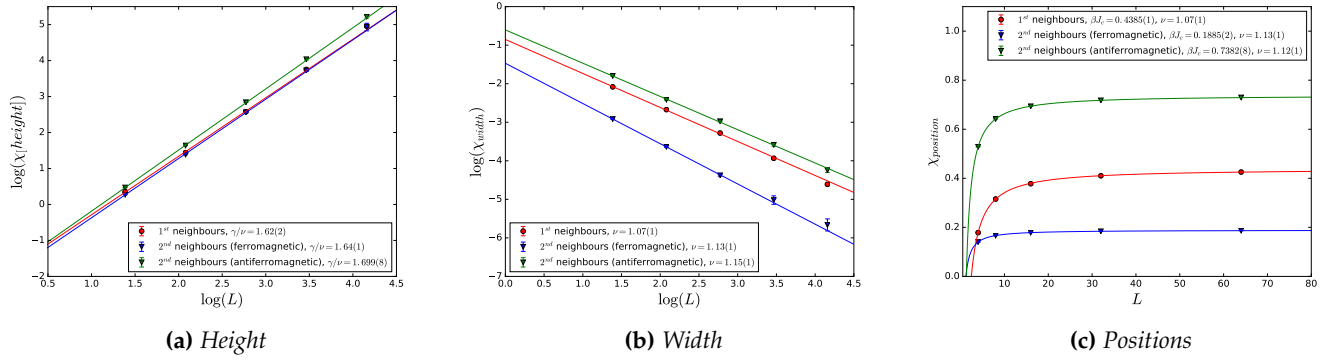 log(χ[height])
5
4
3
2
1
0
−1
−2
1st neighbours, γ/ν = 1.62(2)
2nd neighbours (ferromagnetic), γ/ν = 1.64(1)
2nd neighbours (antiferromagnetic), γ/ν = 1.699(8)
0.5 1.0 1.5 2.0 2.5 3.0 3.5 4.0 4.5
log(L)
(a) Height
log(χwidth)
0
−1
−2
−3
−4
−5
−6
−7
1st neighbours, ν = 1.07(1)
2nd neighbours (ferromagnetic), ν = 1.13(1)
2nd neighbours (antiferromagnetic), ν = 1.15(1)
0.0 0.5 1.0 1.5 2.0 2.5 3.0 3.5 4.0 4.5
log(L)
(b) Width
1st neighbours, βJc = 0.4385(1), ν = 1.07(1)
2nd neighbours (ferromagnetic), βJc = 0.1885(2), ν = 1.13(1)
2nd neighbours (antiferromagnetic), βJc = 0.7382(8), ν = 1.12(1)
χposition
1.0
0.8
0.6
0.4
0.2
0.0
10 20 30 40 50 60 70 80
L
(c) Positions